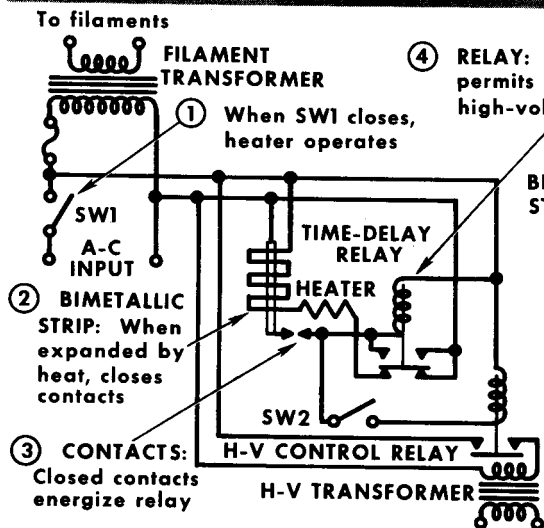 To filaments
FILAMENT
TRANSFORMER
④ RELAY:
permits
① When SW1 closes,
heater operates
SW1
A-C
INPUT
TIME-DELAY
RELAY
HEATER
② BIMETALLIC
STRIP: When
expanded by
heat, closes
contacts
SW2
③ CONTACTS:
Closed contacts
energize relay
H-V CONTROL RELAY
H-V TRANSFORMER